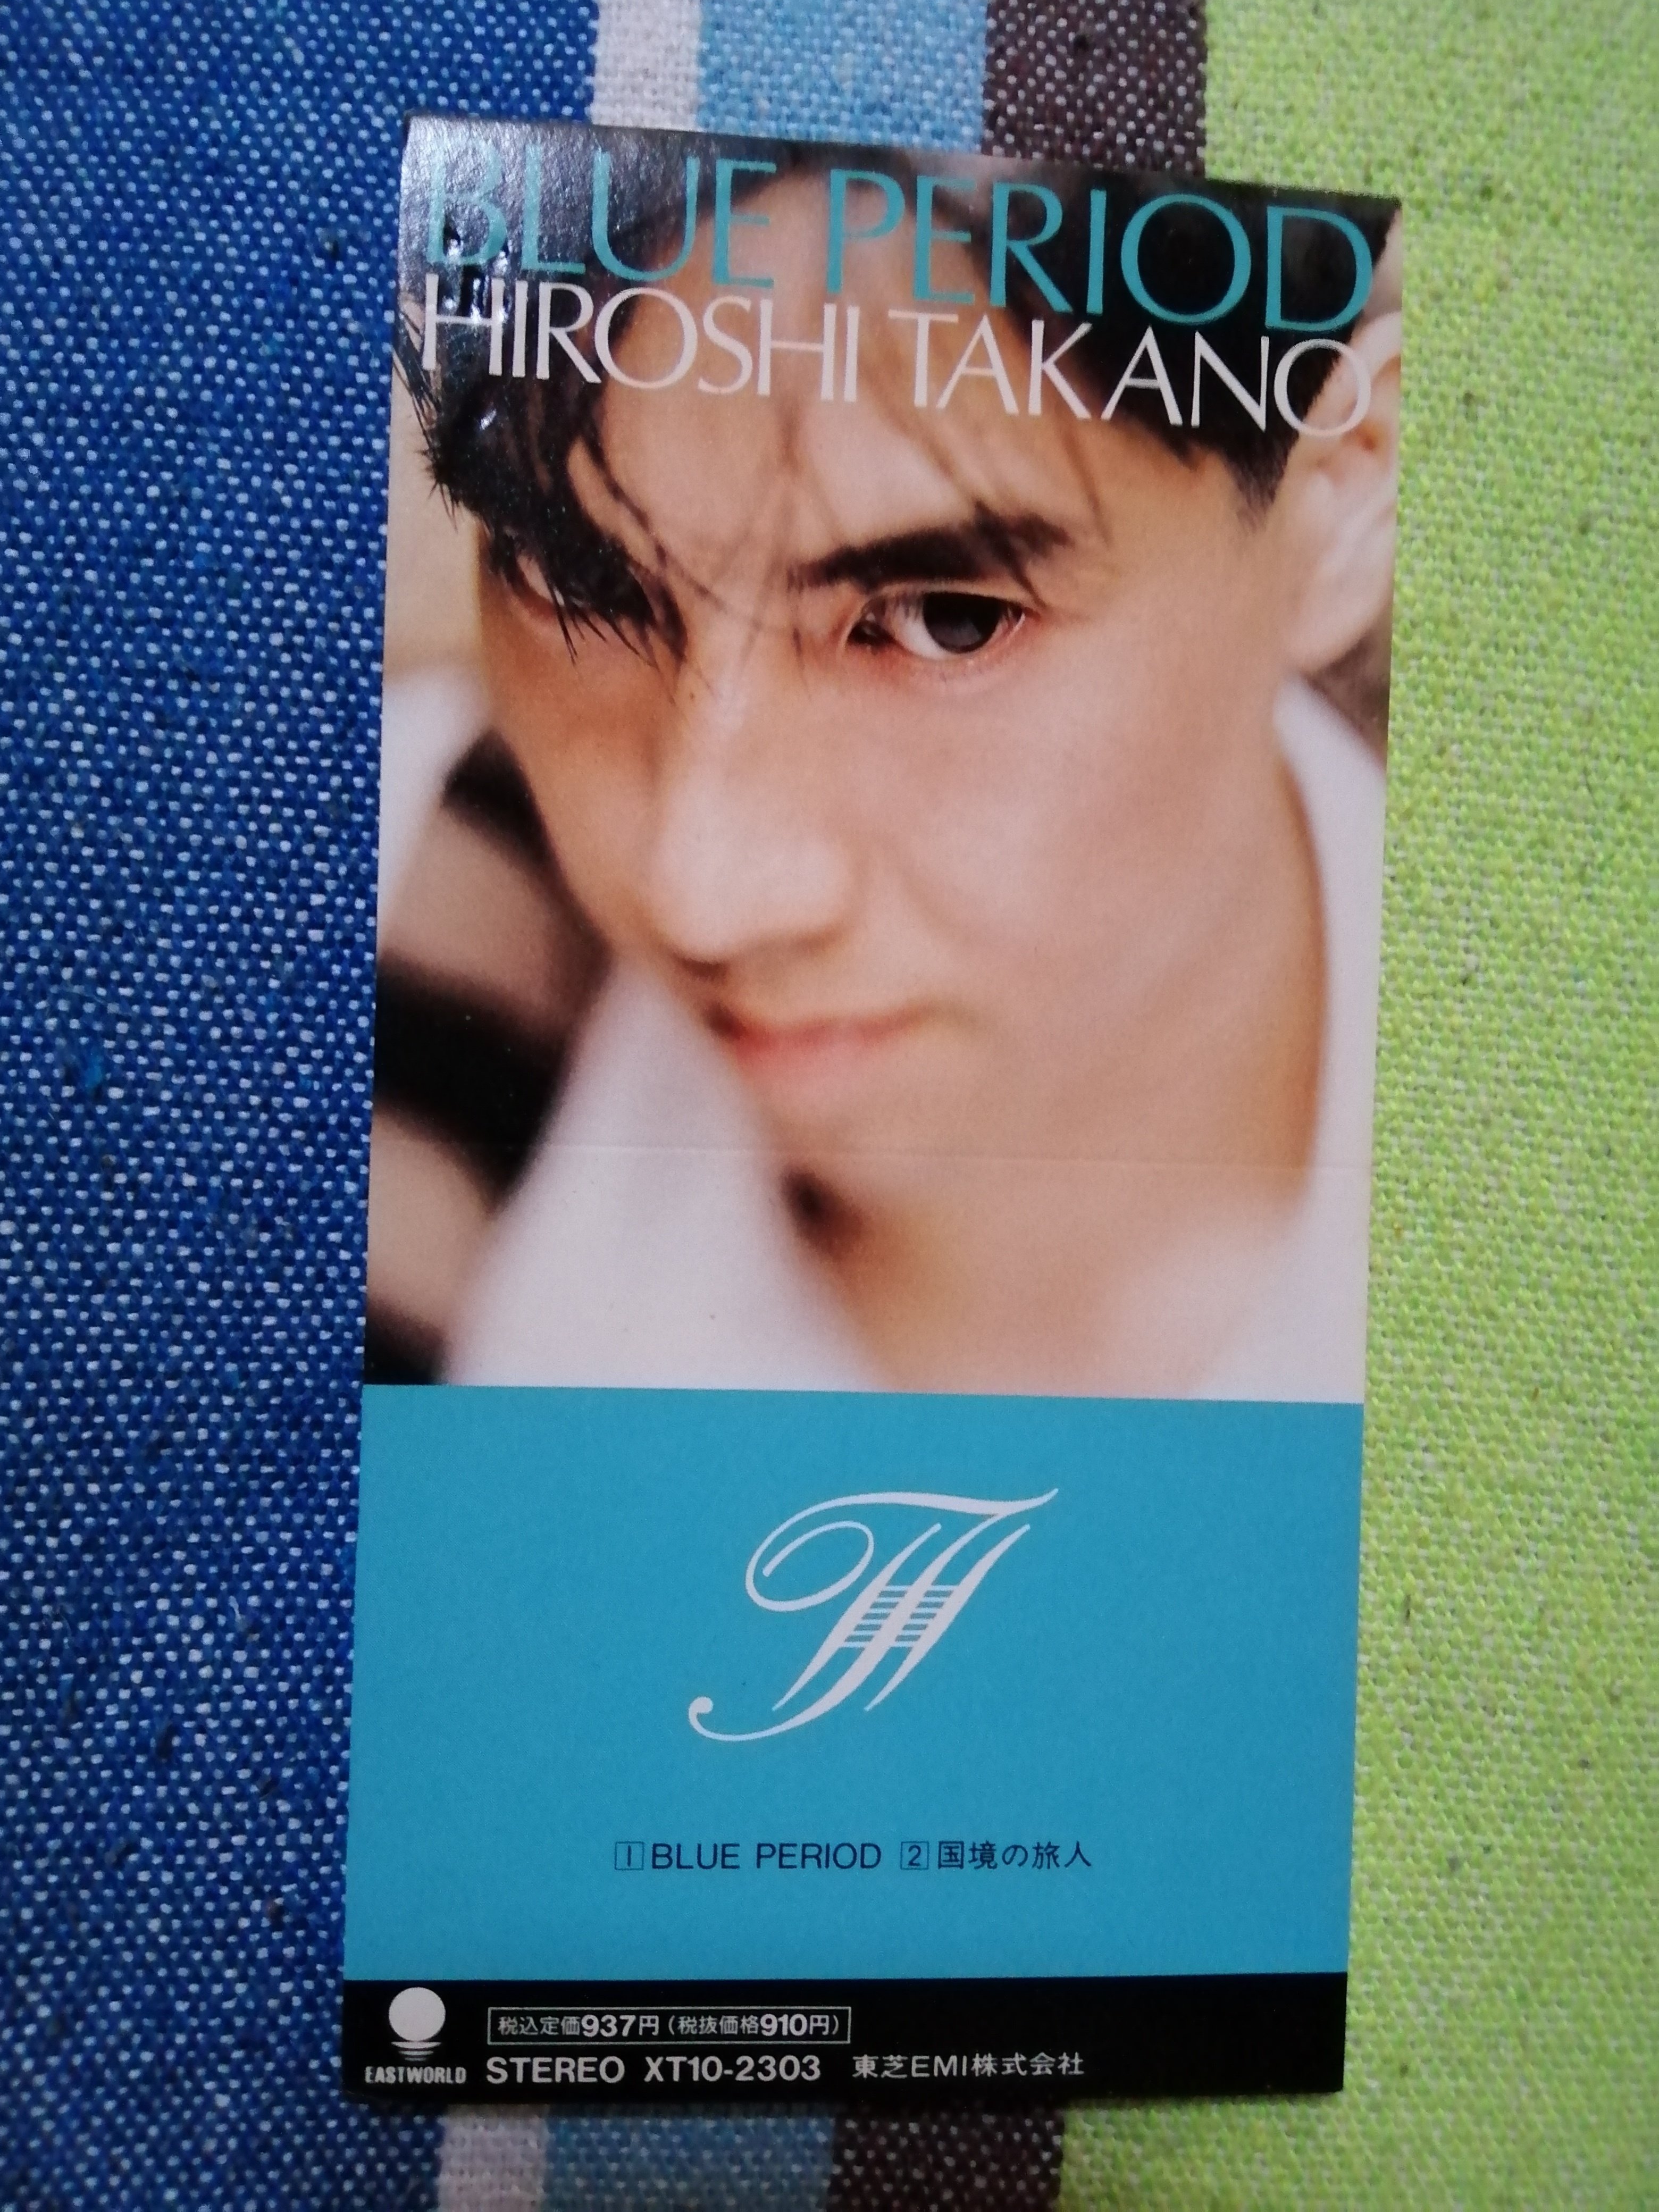 BLUE PERIOD
HIROSHI TAKANO
TH
1 BLUE PERIOD 2 国境の旅人
税込定価937円(税抜価格910円)
EASTWORLD STEREO XT10-2303 東芝EMI株式会社